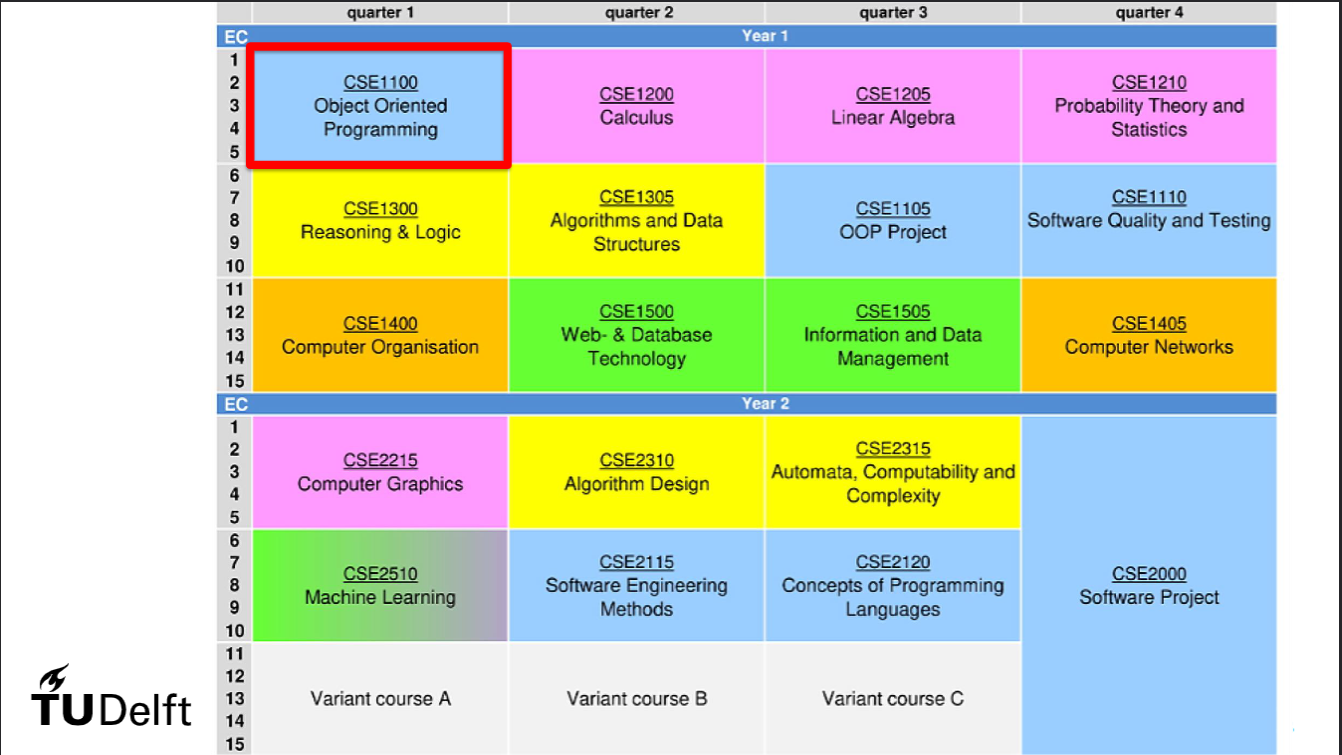 quarter 1 quarter 2 quarter 3 quarter 4
EC Year 1
1
2
3
4
5
CSE1100
Object Oriented
Programming
CSE1200
Calculus
CSE1205
Linear Algebra
CSE1210
Probability Theory and
Statistics
6
7
8
9
10
CSE1300
Reasoning & Logic
CSE1305
Algorithms and Data
Structures
CSE1105
OOP Project
CSE1110
Software Quality and Testing
11
12
13
14
15
CSE1400
Computer Organisation
CSE1500
Web- & Database
Technology
CSE1505
Information and Data
Management
CSE1405
Computer Networks
EC Year 2
1
2
3
4
5
CSE2215
Computer Graphics
CSE2310
Algorithm Design
CSE2315
Automata, Computability and
Complexity
6
7
8
9
10
CSE2510
Machine Learning
CSE2115
Software Engineering
Methods
CSE2120
Concepts of Programming
Languages
CSE2000
Software Project
11
12
13
14
15
Variant course A
Variant course B
Variant course C
TUDelft